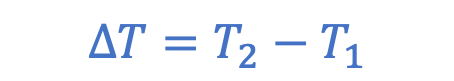 ΔT = T₂ − T₁